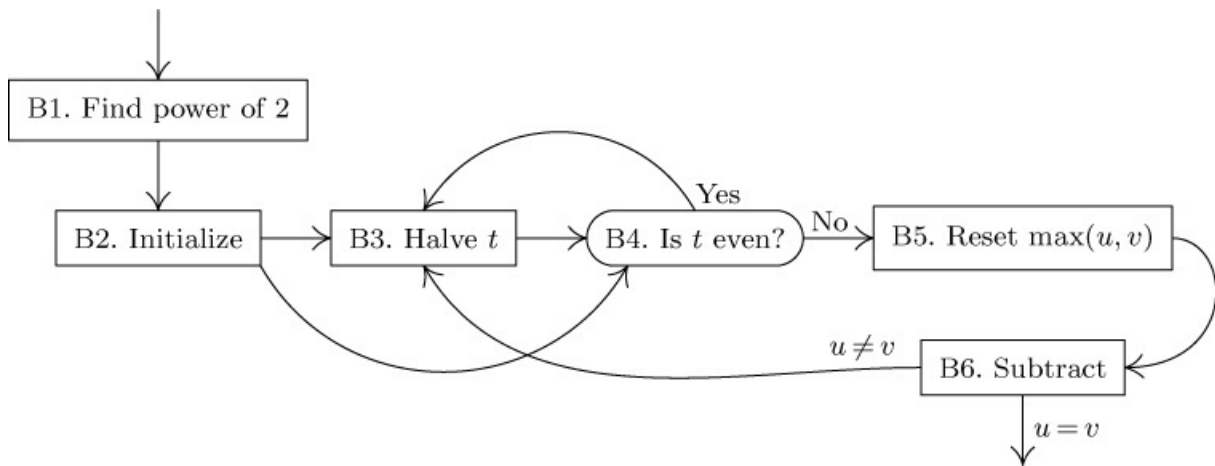 B1. Find power of 2
Yes
B2. Initialize
B3. Halve t
B4. Is t even?
No
B5. Reset max(u, v)
u ≠ v
B6. Subtract
u = v